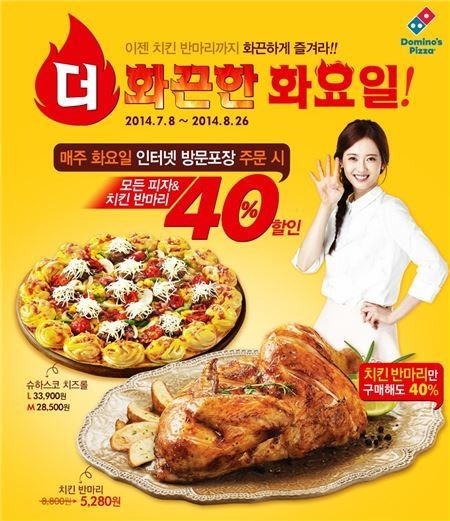 이젠 치킨 반마리까지 화끈하게 즐겨라!!
Domino's
Pizza®
더 화끈한 화요일!
2014.7.8 ~ 2014.8.26
매주 화요일 인터넷 방문포장 주문 시
모든 피자&
치킨 반마리
40% 할인
슈하스코 치즈롤
L 33,900원
M 28,500원
치킨 반마리만
구매해도 40%
치킨 반마리
8,800원▶5,280원